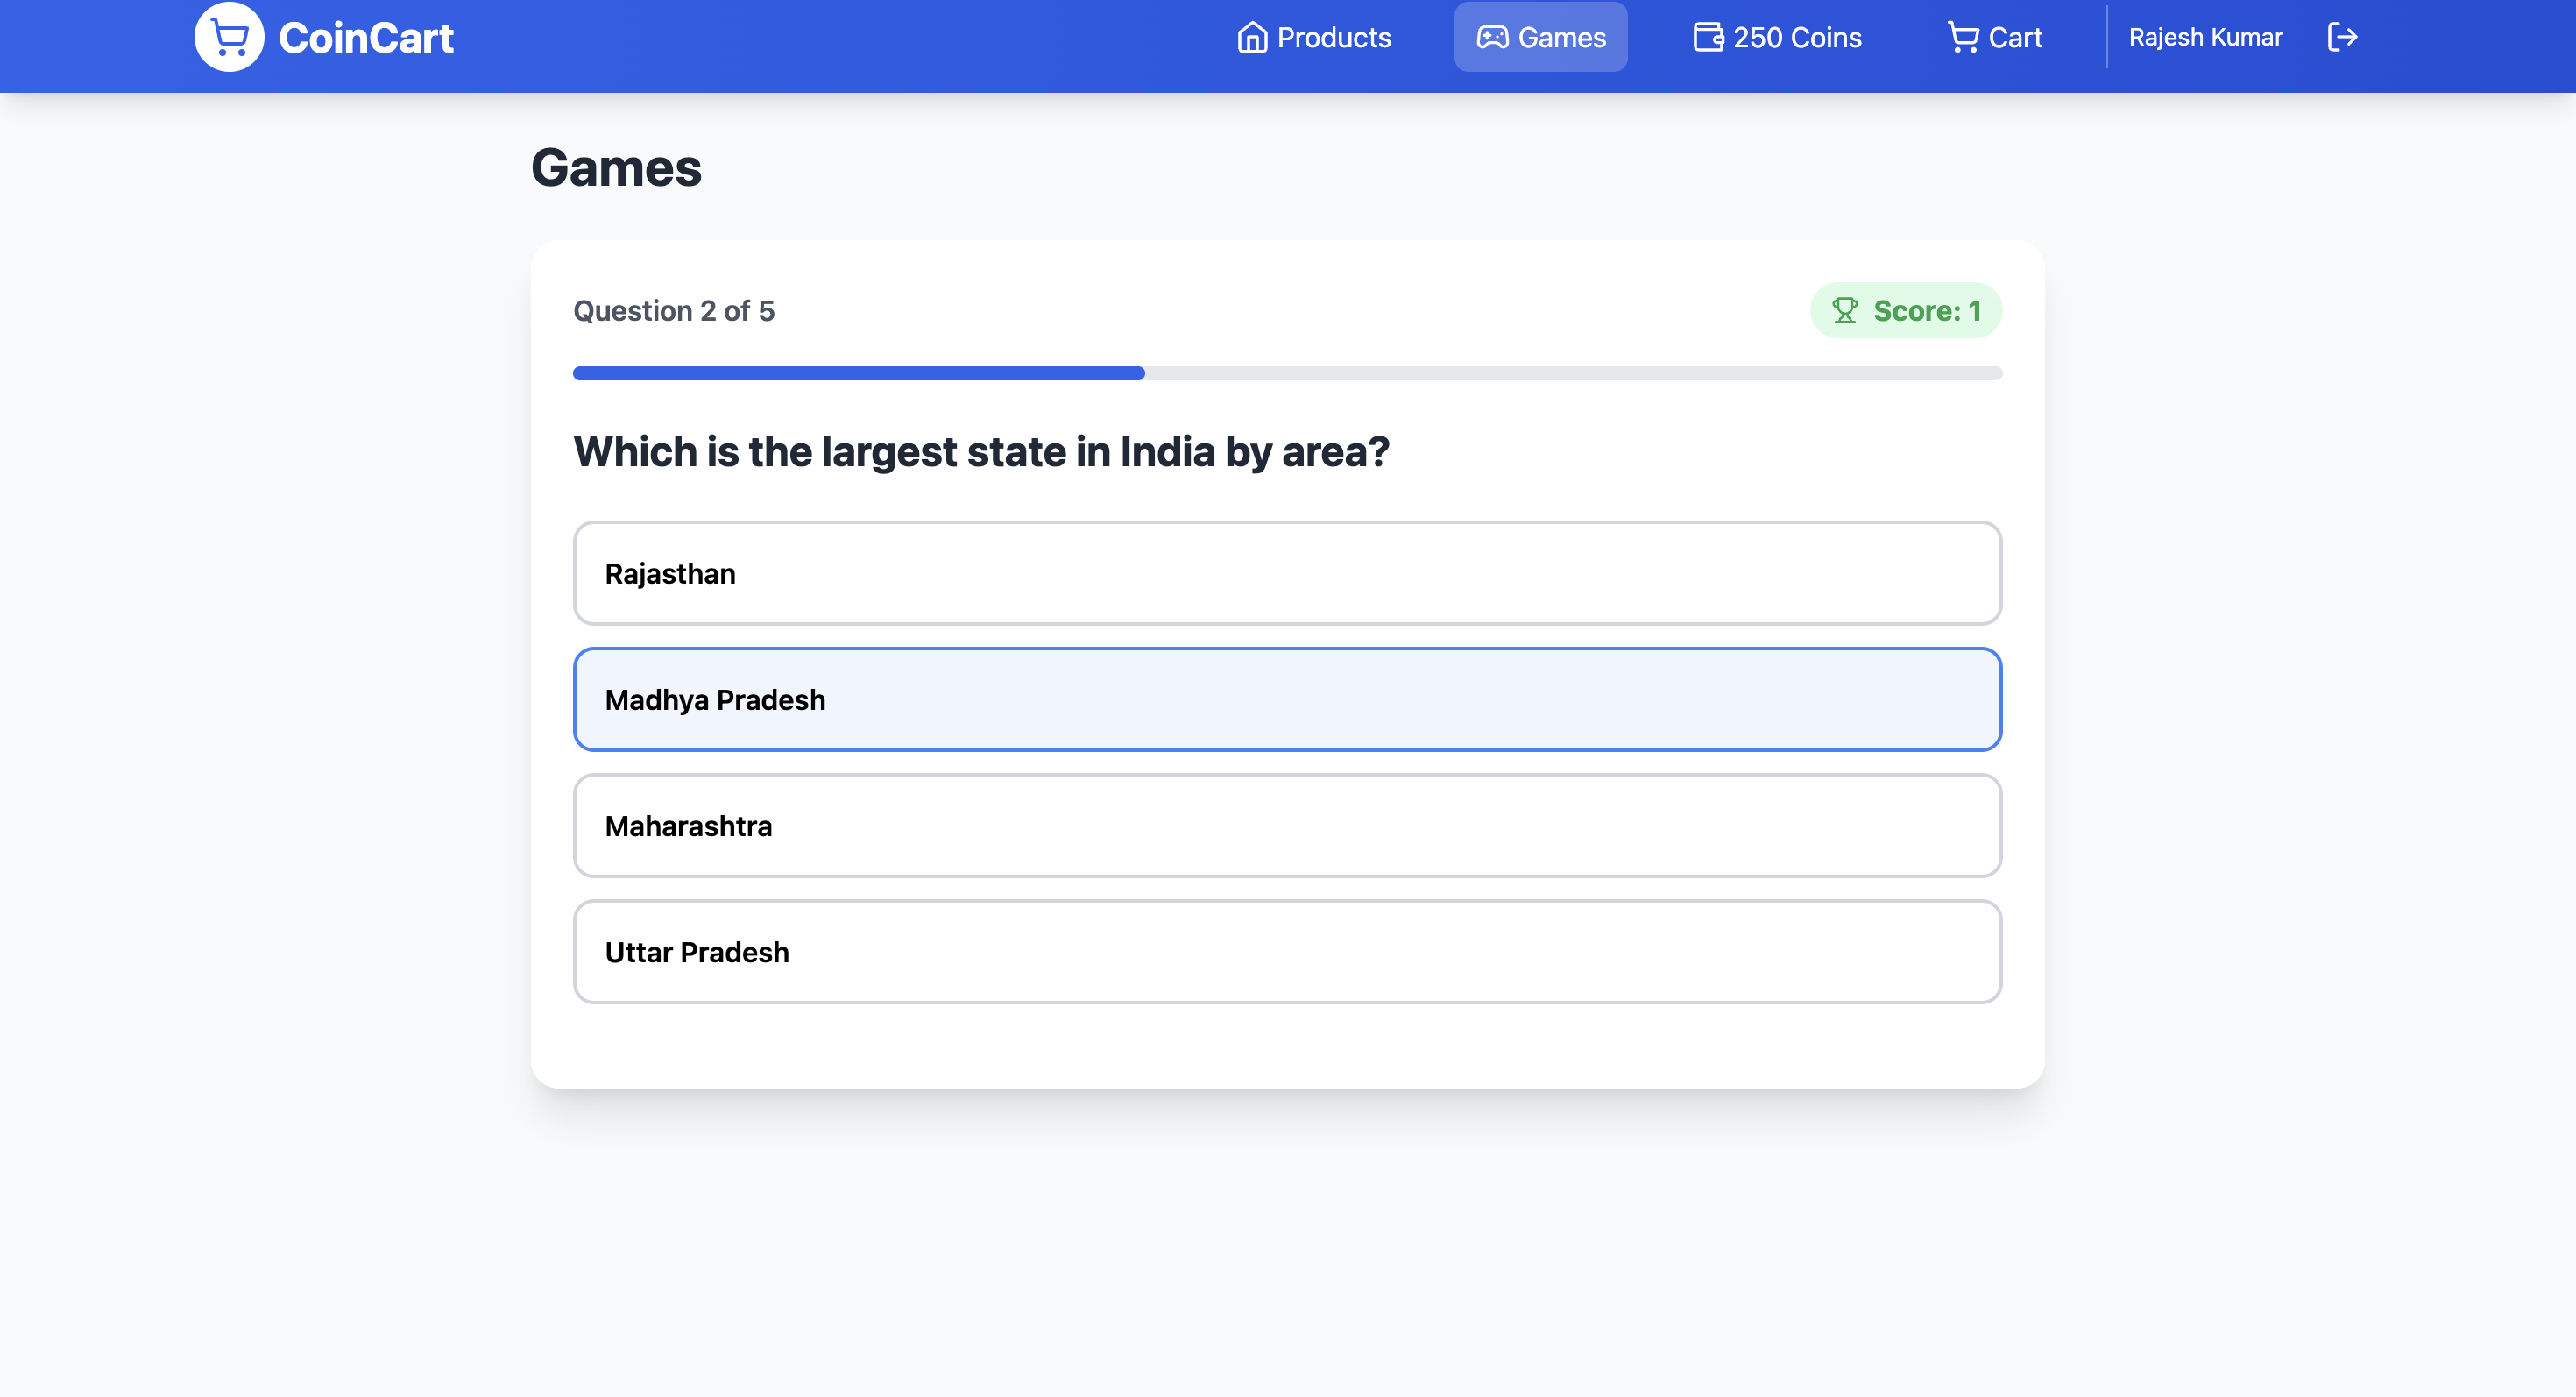 CoinCart
Products
Games
250 Coins
Cart
Rajesh Kumar
Games
Question 2 of 5
Score: 1
Which is the largest state in India by area?
Rajasthan
Madhya Pradesh
Maharashtra
Uttar Pradesh